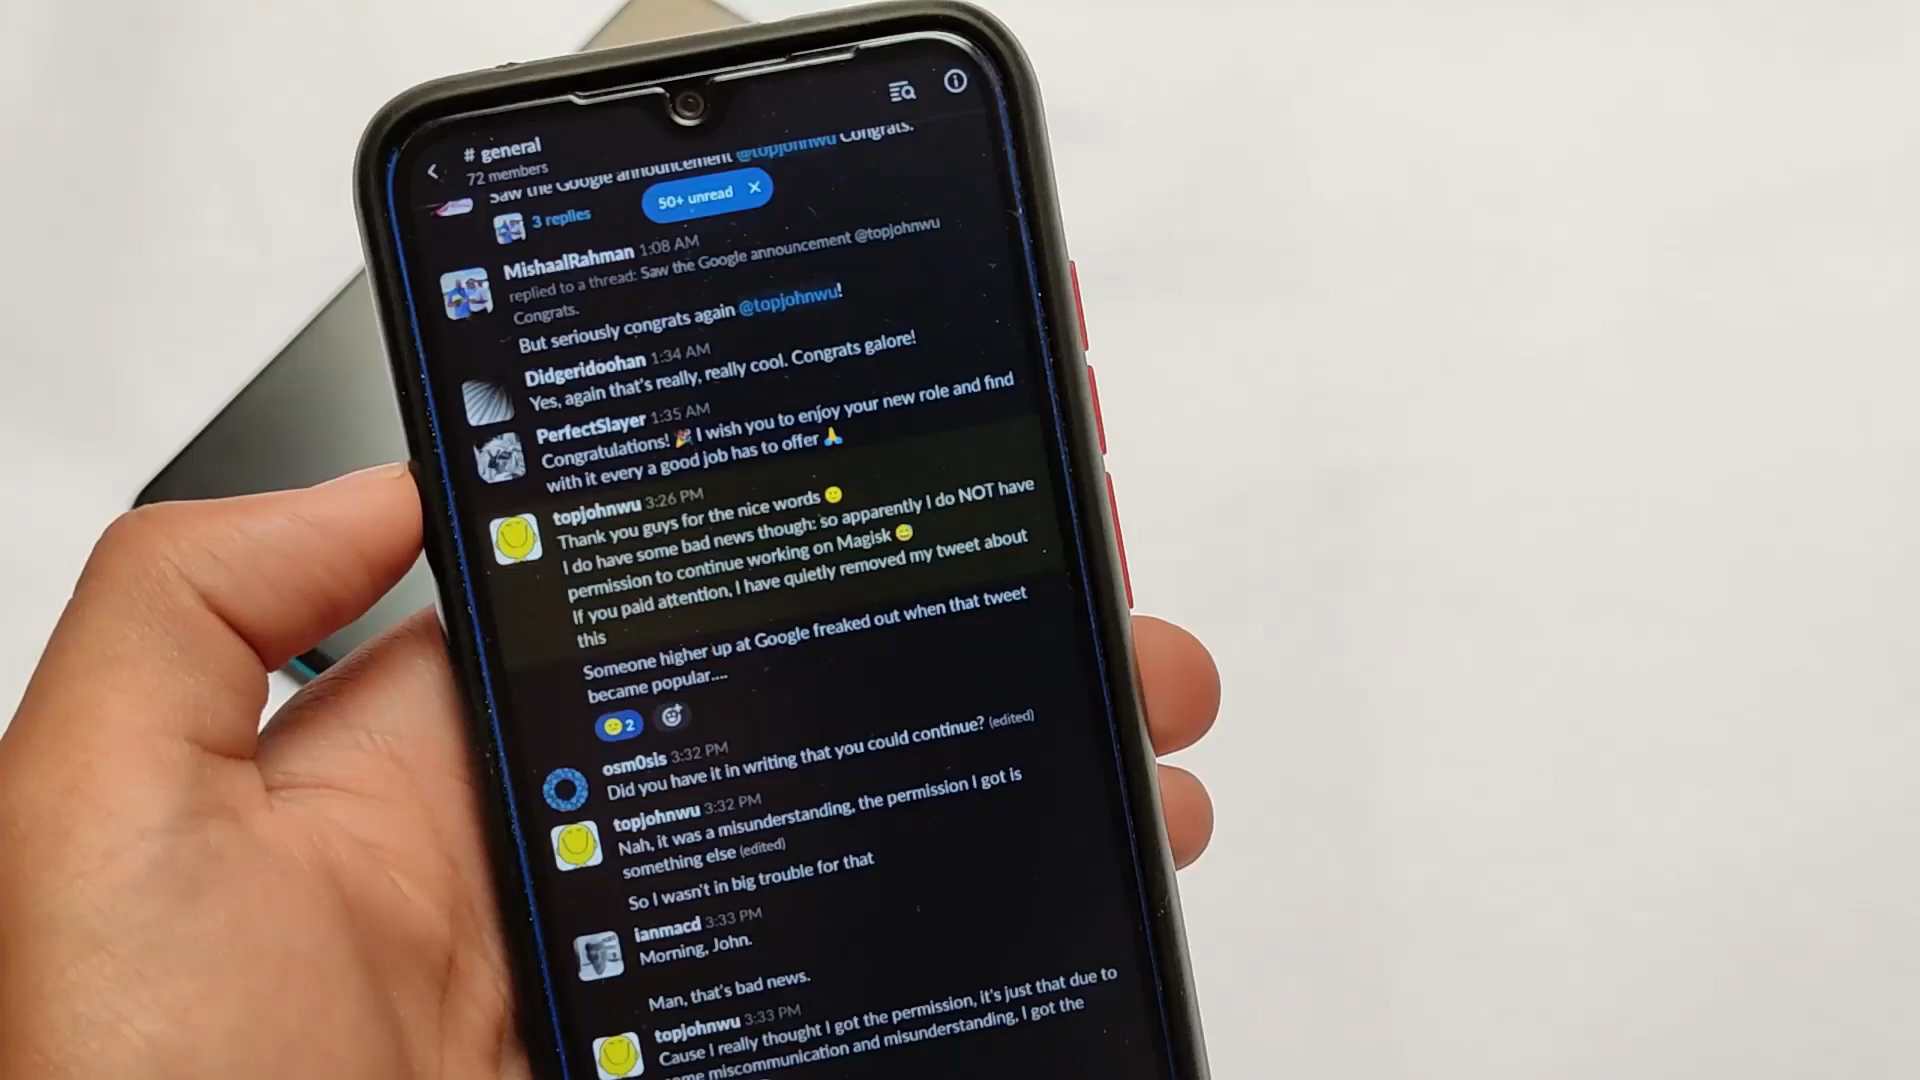 # general
72 members
Saw the Google announcement @topjohnwu Congrats.
50+ unread
3 replies
MishaalRahman 1:08 AM
replied to a thread: Saw the Google announcement @topjohnwu
Congrats.
But seriously congrats again @topjohnwu!
Didgeridoohan 1:34 AM
Yes, again that's really, really cool. Congrats galore!
PerfectSlayer 1:35 AM
Congratulations! 🎉 I wish you to enjoy your new role and find
with it every a good job has to offer 🙏
topjohnwu 3:26 PM
Thank you guys for the nice words 🙂
I do have some bad news though: so apparently I do NOT have
permission to continue working on Magisk 😅
If you paid attention, I have quietly removed my tweet about
this
Someone higher up at Google freaked out when that tweet
became popular....
2
osm0sis 3:32 PM
Did you have it in writing that you could continue? (edited)
topjohnwu 3:32 PM
Nah, it was a misunderstanding, the permission I got is
something else (edited)
So I wasn't in big trouble for that
ianmacd 3:33 PM
Morning, John.
Man, that's bad news.
topjohnwu 3:33 PM
Cause I really thought I got the permission, it's just that due to
miscommunication and misunderstanding, I got the